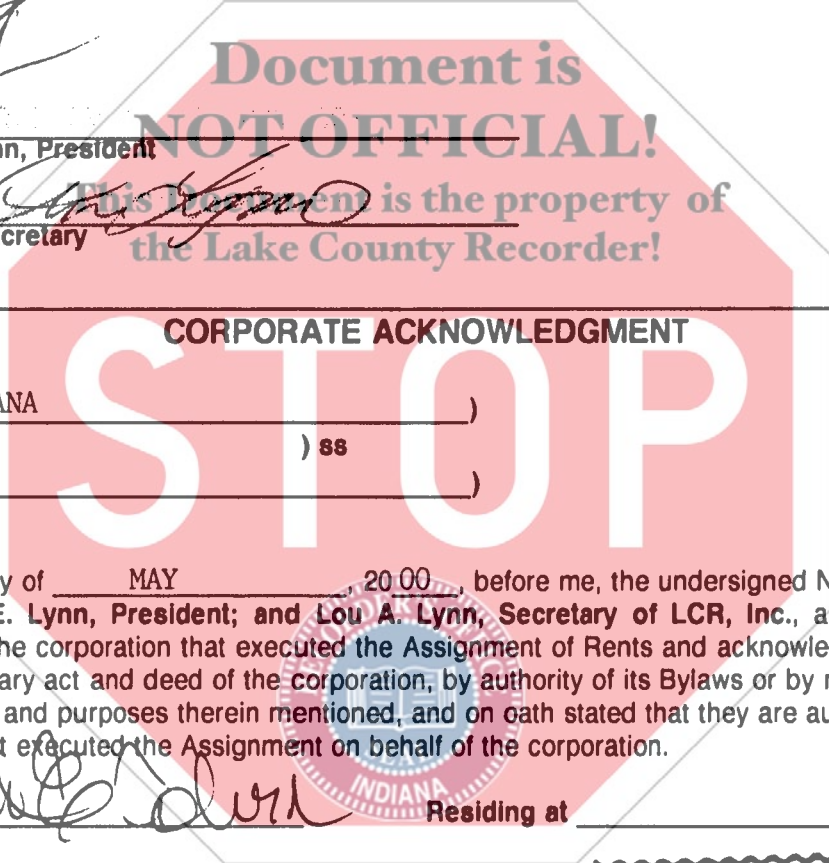 Document is
NOT OFFICIAL!
nn, President
This Document is the property of
cretary
the Lake County Recorder!
CORPORATE ACKNOWLEDGMENT
STOP
ANA )
) ss
)
y of MAY , 20 00 , before me, the undersigned N
E. Lynn, President; and Lou A. Lynn, Secretary of LCR, Inc., a
he corporation that executed the Assignment of Rents and acknowle
ary act and deed of the corporation, by authority of its Bylaws or by r
and purposes therein mentioned, and on oath stated that they are au
t executed the Assignment on behalf of the corporation.
SEAL
INDIANA
Residing at